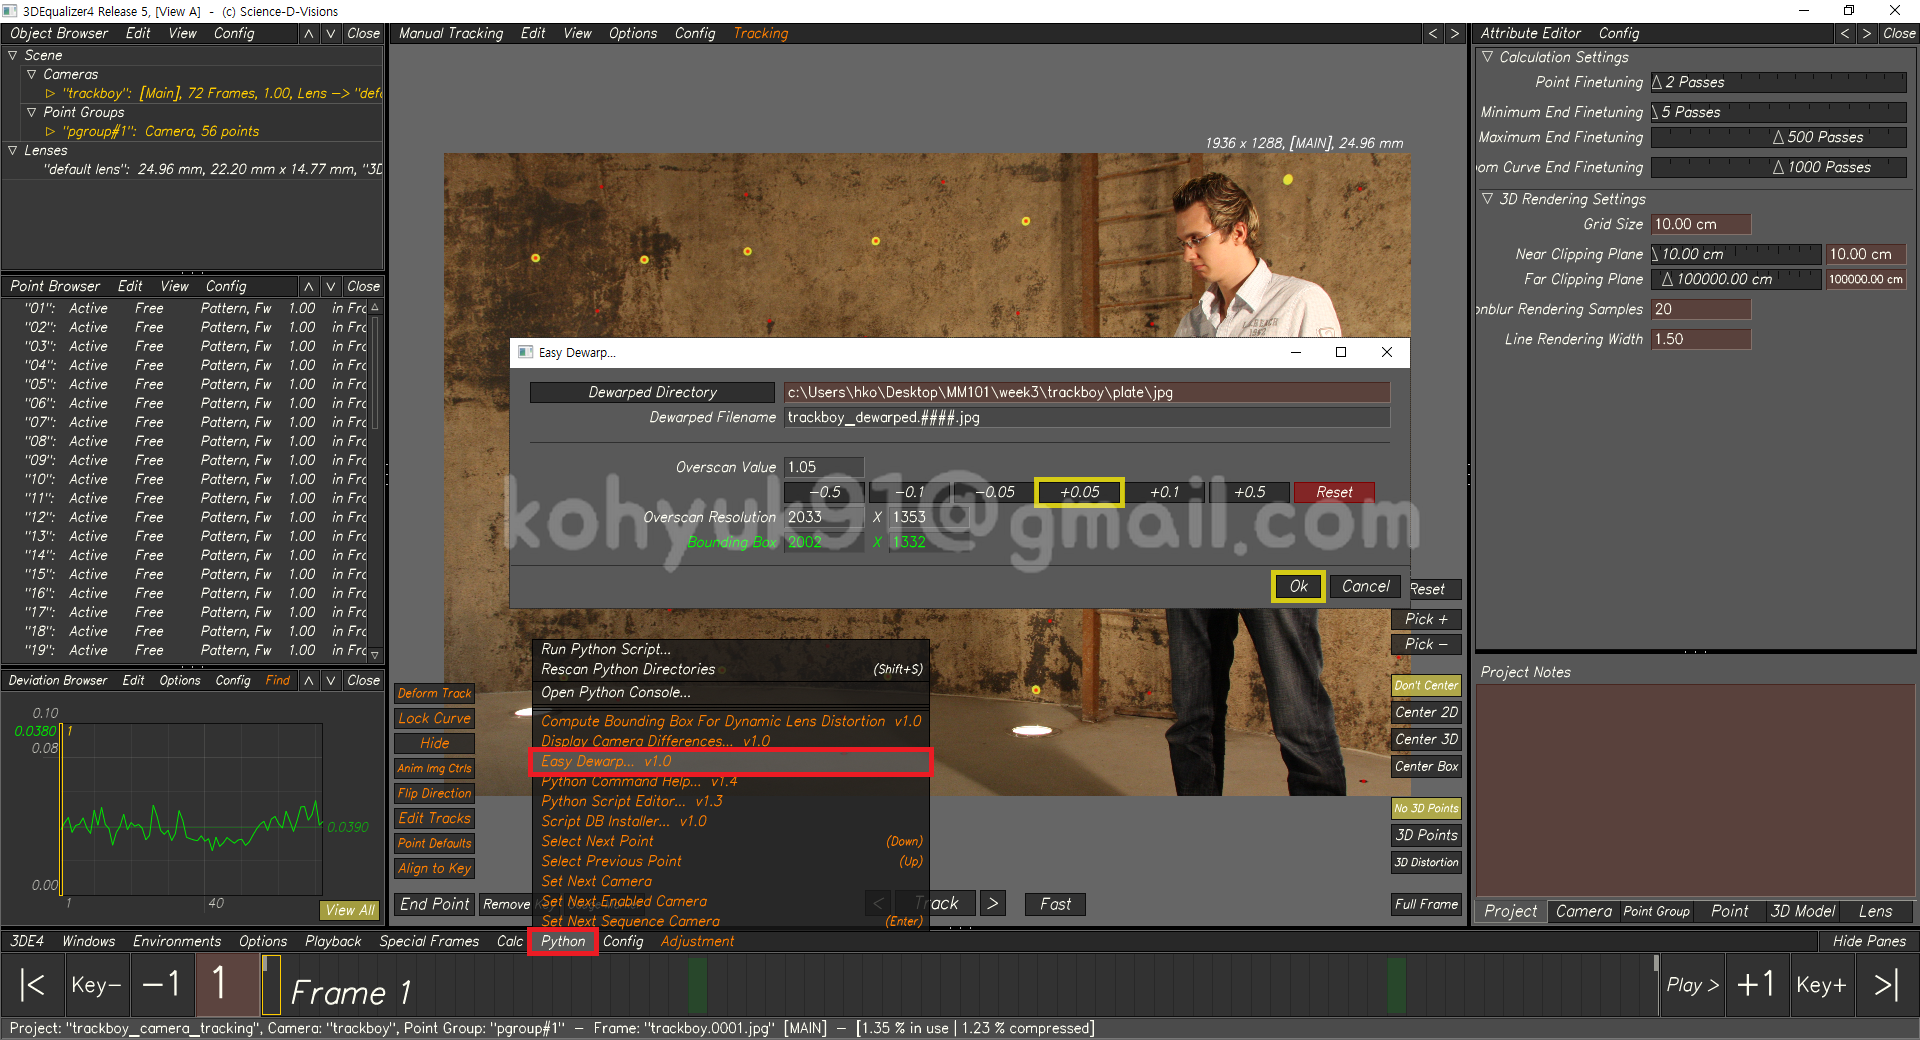 3DEqualizer4 Release 5, [View A]  -  (c) Science-D-Visions
Object Browser Edit View Config Close
Manual Tracking Edit View Options Config Tracking
Attribute Editor Config Close
Scene
Cameras
"trackboy": [Main], 72 Frames, 1.00, Lens -> "defa
Point Groups
"pgroup#1": Camera, 56 points
Lenses
"default lens": 24.96 mm, 22.20 mm x 14.77 mm, "3D
Point Browser Edit View Config Close
"01": Active Free Pattern, Fw 1.00 in Frc
"02": Active Free Pattern, Fw 1.00 in Frc
"03": Active Free Pattern, Fw 1.00 in Frc
"04": Active Free Pattern, Fw 1.00 in Frc
"05": Active Free Pattern, Fw 1.00 in Frc
"06": Active Free Pattern, Fw 1.00 in Frc
"07": Active Free Pattern, Fw 1.00 in Frc
"08": Active Free Pattern, Fw 1.00 in Frc
"09": Active Free Pattern, Fw 1.00 in Frc
"10": Active Free Pattern, Fw 1.00 in Frc
"11": Active Free Pattern, Fw 1.00 in Frc
"12": Active Free Pattern, Fw 1.00 in Frc
"13": Active Free Pattern, Fw 1.00 in Frc
"14": Active Free Pattern, Fw 1.00 in Frc
"15": Active Free Pattern, Fw 1.00 in Frc
"16": Active Free Pattern, Fw 1.00 in Frc
"17": Active Free Pattern, Fw 1.00 in Frc
"18": Active Free Pattern, Fw 1.00 in Frc
"19": Active Free Pattern, Fw 1.00 in Frc
Deviation Browser Edit Options Config Find Close
0.10
0.0380 1
0.08
0.0390
0.00
1 40
View All
1936 x 1288, [MAIN], 24.96 mm
Easy Dewarp...
Dewarped Directory c:\Users\hko\Desktop\MM101\week3\trackboy\plate\jpg
Dewarped Filename trackboy_dewarped.####.jpg
Overscan Value 1.05
-0.5 -0.1 -0.05 +0.05 +0.1 +0.5 Reset
Overscan Resolution 2033 X 1353
Bounding Box 2002 X 1332
kohyuk91@gmail.com
Ok Cancel
Run Python Script...
Rescan Python Directories (Shift+S)
Open Python Console...
Compute Bounding Box For Dynamic Lens Distortion v1.0
Display Camera Differences... v1.0
Easy Dewarp... v1.0
Python Command Help... v1.4
Python Script Editor... v1.3
Script DB Installer... v1.0
Select Next Point (Down)
Select Previous Point (Up)
Set Next Camera
Set Next Enabled Camera
Set Next Sequence Camera (Enter)
Deform Track
Lock Curve
Hide
Anim Img Ctrls
Flip Direction
Edit Tracks
Point Defaults
Align to Key
End Point Remove < Track > Fast
Reset
Pick +
Pick -
Don't Center
Center 2D
Center 3D
Center Box
No 3D Points
3D Points
3D Distortion
Full Frame
Calculation Settings
Point Finetuning 2 Passes
Minimum End Finetuning 5 Passes
Maximum End Finetuning 500 Passes
om Curve End Finetuning 1000 Passes
3D Rendering Settings
Grid Size 10.00 cm
Near Clipping Plane 10.00 cm 10.00 cm
Far Clipping Plane 100000.00 cm 100000.00 cm
onblur Rendering Samples 20
Line Rendering Width 1.50
Project Notes
Project Camera Point Group Point 3D Model Lens
3DE4 Windows Environments Options Playback Special Frames Calc Python Config Adjustment Hide Panes
|< Key- -1 1 Frame 1 Play > +1 Key+ >|
Project: "trackboy_camera_tracking", Camera: "trackboy", Point Group: "pgroup#1"  -  Frame: "trackboy.0001.jpg"  [MAIN]  -  [1.35 % in use | 1.23 % compressed]